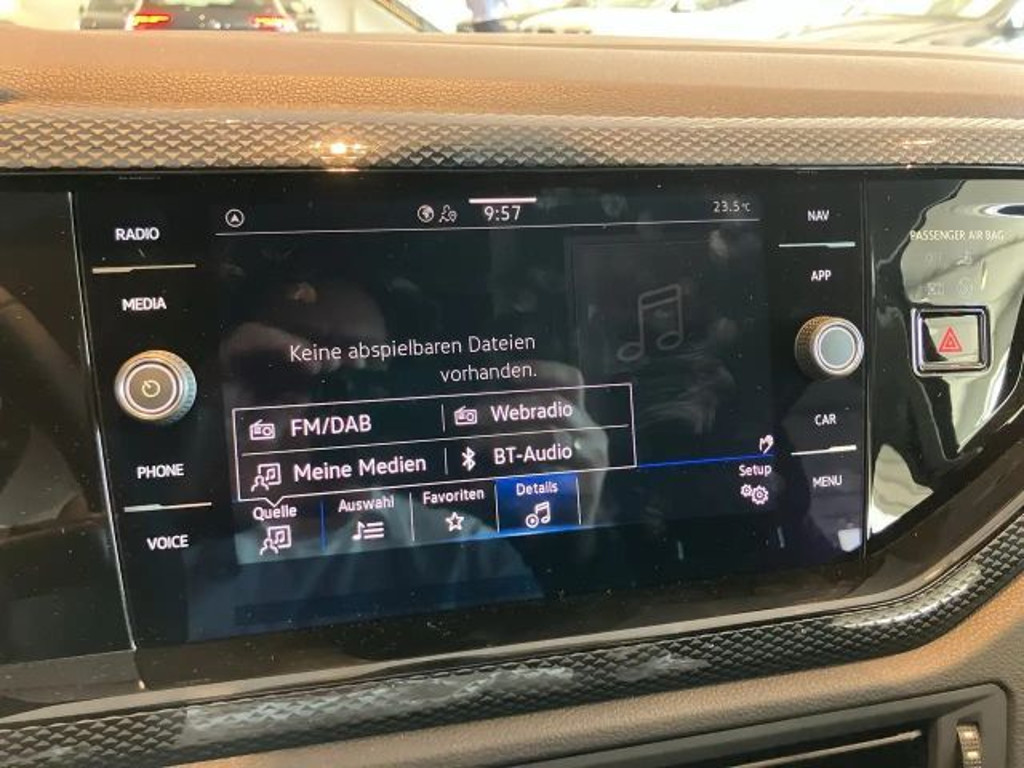 RADIO
MEDIA
PHONE
VOICE
9:57
23.5°C
Keine abspielbaren Dateien
vorhanden.
FM/DAB
Webradio
Meine Medien
BT-Audio
Quelle
Auswahl
Favoriten
Details
Setup
NAV
APP
CAR
MENU
PASSENGER AIR BAG